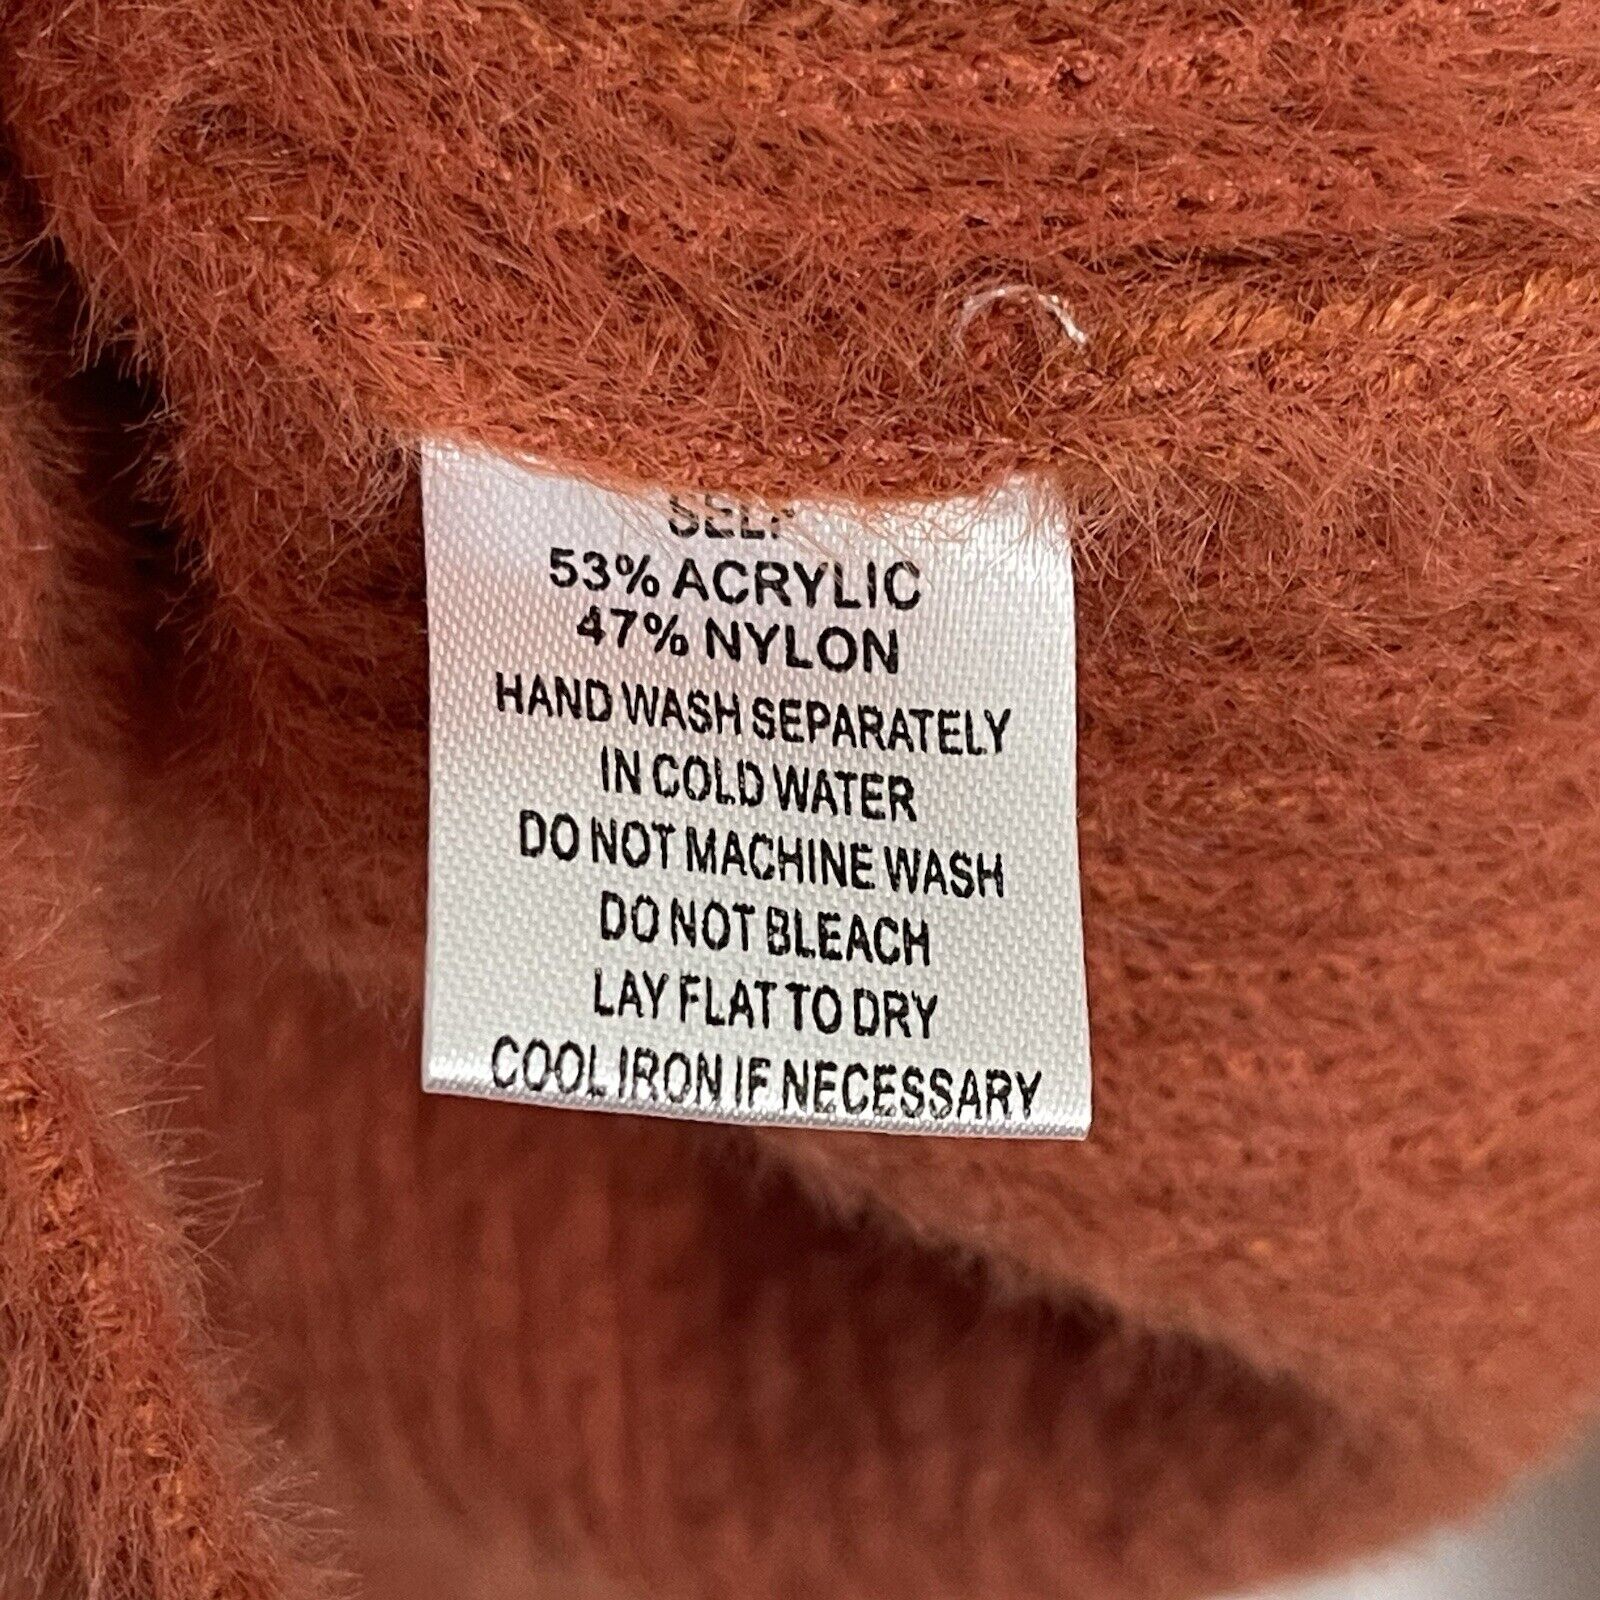 SELF
53% ACRYLIC
47% NYLON
HAND WASH SEPARATELY
IN COLD WATER
DO NOT MACHINE WASH
DO NOT BLEACH
LAY FLAT TO DRY
COOL IRON IF NECESSARY